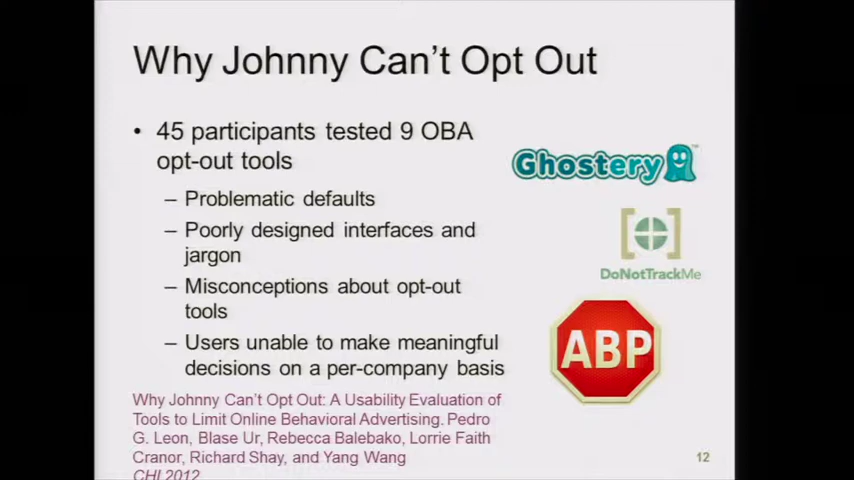 Why Johnny Can't Opt Out
• 45 participants tested 9 OBA
opt-out tools
– Problematic defaults
– Poorly designed interfaces and
jargon
– Misconceptions about opt-out
tools
– Users unable to make meaningful
decisions on a per-company basis
Ghostery™
DoNotTrackMe
ABP
Why Johnny Can't Opt Out: A Usability Evaluation of
Tools to Limit Online Behavioral Advertising. Pedro
G. Leon, Blase Ur, Rebecca Balebako, Lorrie Faith
Cranor, Richard Shay, and Yang Wang
CHI 2012
12